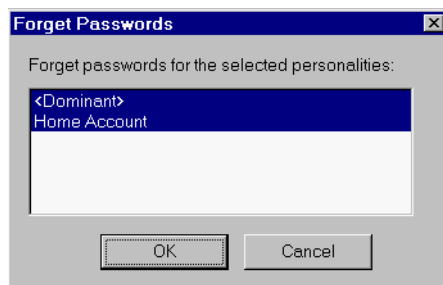 Forget Passwords
Forget passwords for the selected personalities:
<Dominant>
Home Account
OK
Cancel